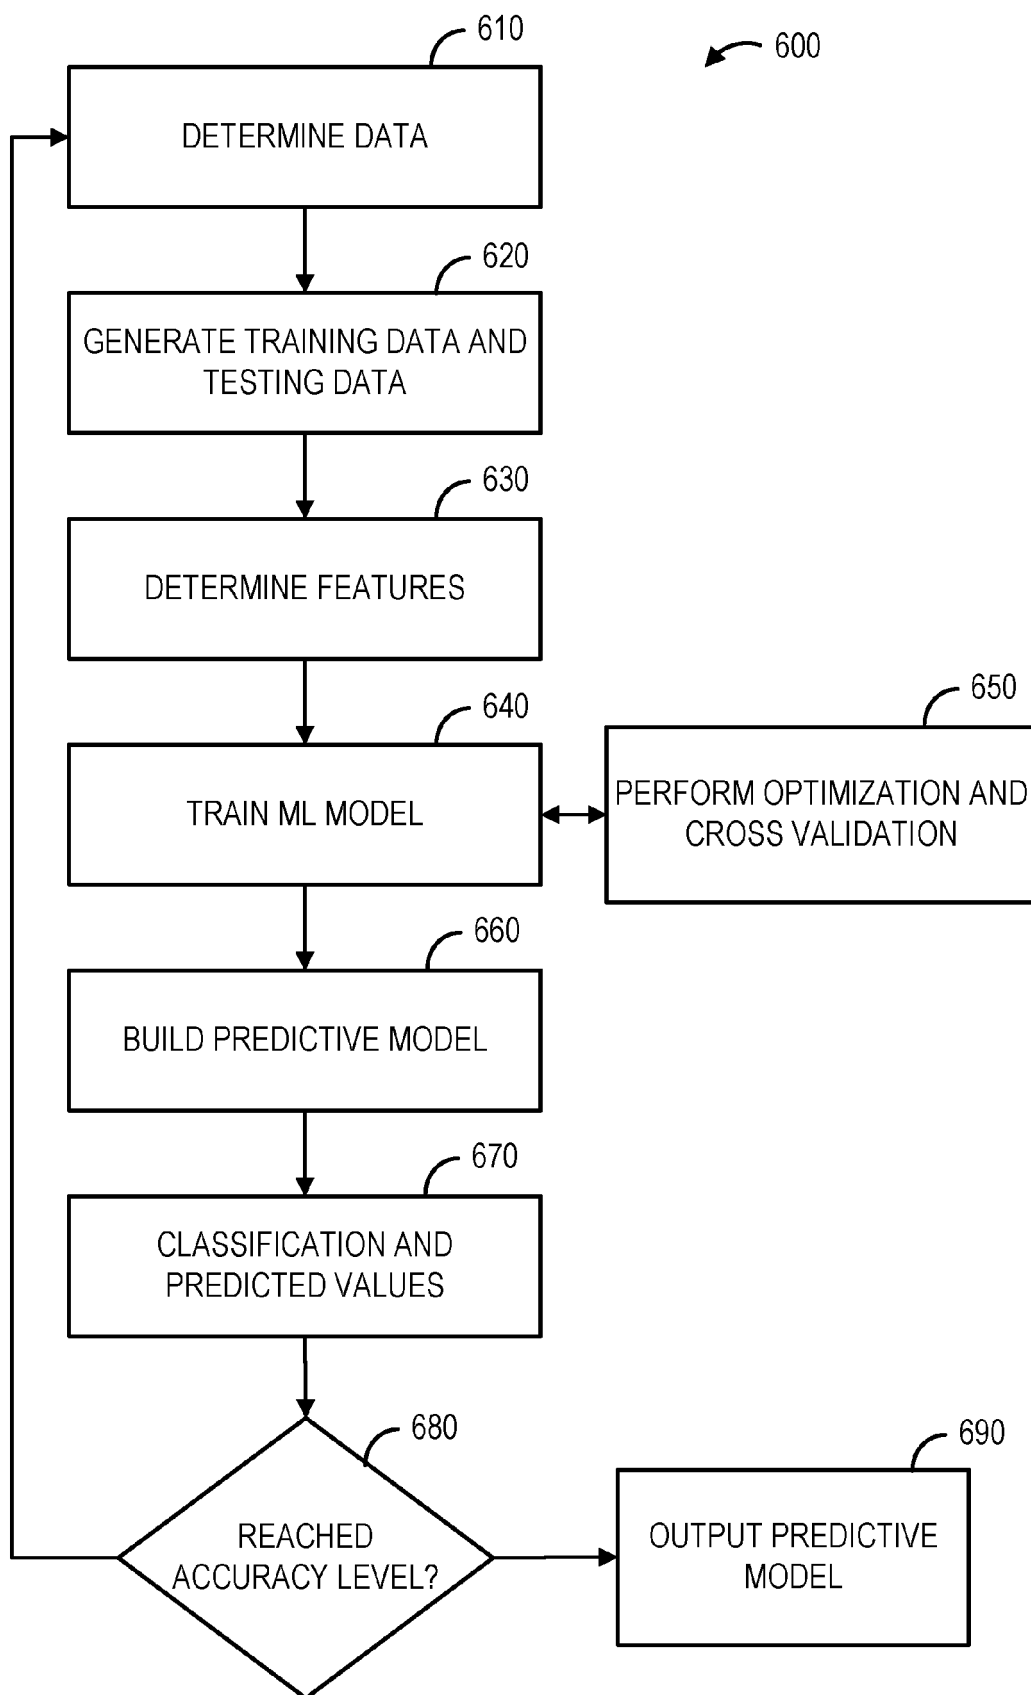 610
600
DETERMINE DATA
620
GENERATE TRAINING DATA AND
TESTING DATA
630
DETERMINE FEATURES
640
TRAIN ML MODEL
650
PERFORM OPTIMIZATION AND
CROSS VALIDATION
660
BUILD PREDICTIVE MODEL
670
CLASSIFICATION AND
PREDICTED VALUES
680
REACHED
ACCURACY LEVEL?
690
OUTPUT PREDICTIVE
MODEL